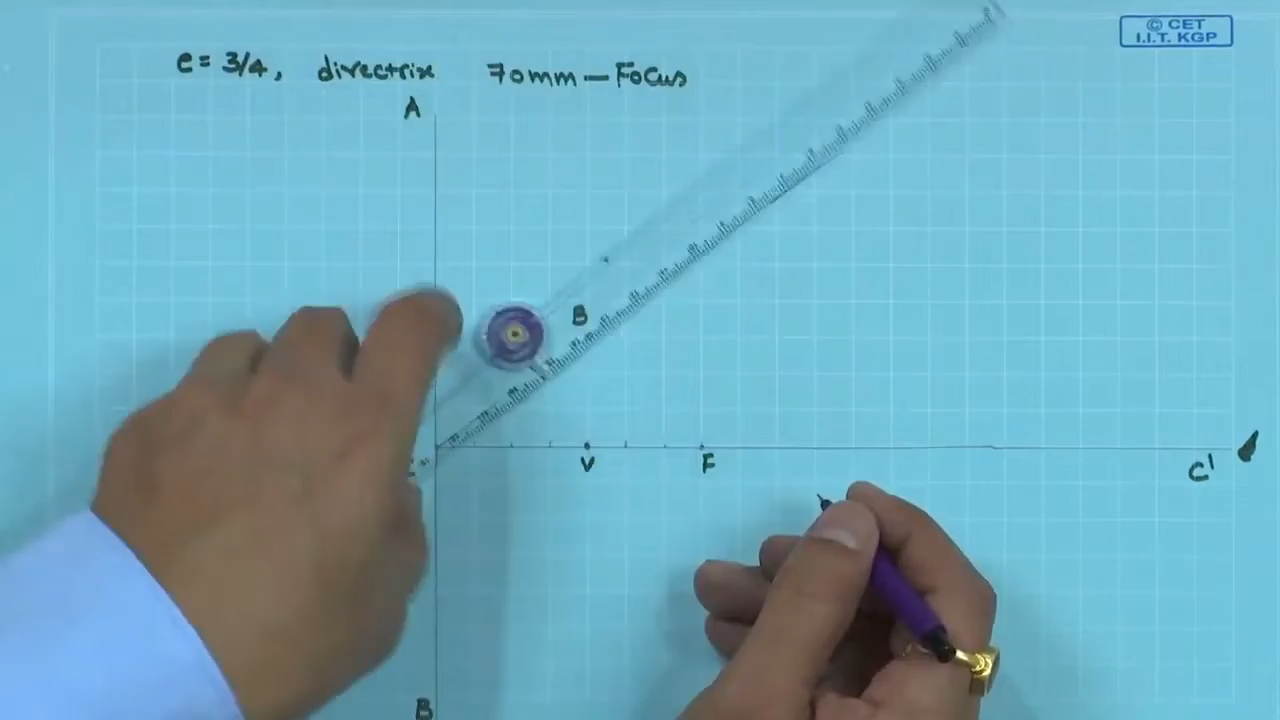 © CET
I.I.T. KGP
e = 3/4, directrix 70mm — Focus
A
B
V
F
C'
B